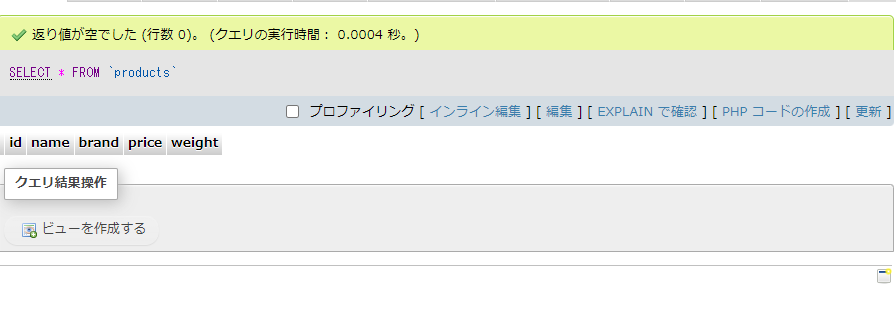 返り値が空でした (行数 0)。 (クエリの実行時間： 0.0004 秒。)
SELECT * FROM `products`
プロファイリング [ インライン編集 ] [ 編集 ] [ EXPLAIN で確認 ] [ PHP コードの作成 ] [ 更新 ]
id name brand price weight
クエリ結果操作
ビューを作成する